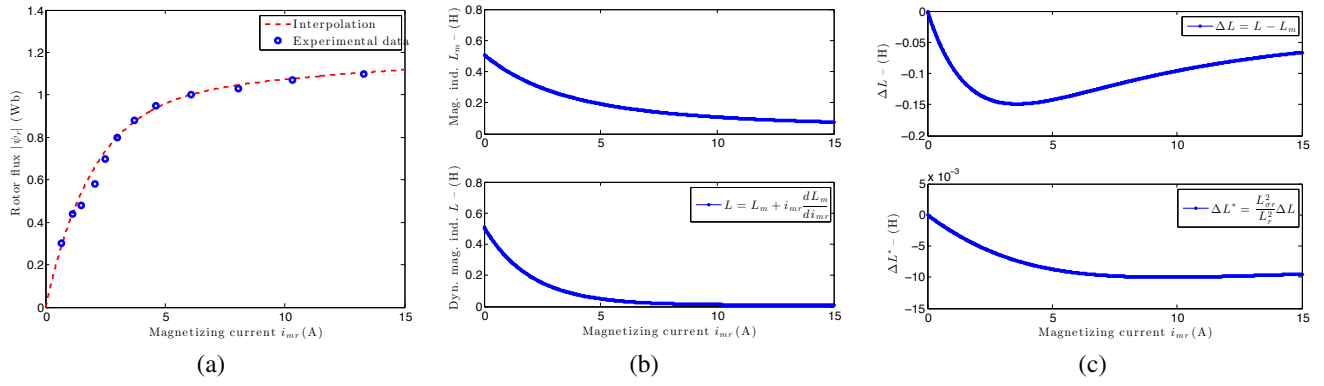 1.4
1.2
1
0.8
0.6
0.4
0.2
0
0
5
10
15
Rotor flux |ψr| (Wb)
Magnetizing current imr(A)
Interpolation
Experimental data
(a)
0.8
0.6
0.4
0.2
0
0
5
10
15
Mag. ind. Lm – (H)
0.8
0.6
0.4
0.2
0
0
5
10
15
Dyn. mag. ind. L – (H)
L = Lm + imr dLm/dimr
Magnetizing current imr(A)
(b)
0
−0.05
−0.1
−0.15
−0.2
0
5
10
15
ΔL – (H)
ΔL = L − Lm
x 10^−3
5
0
−5
−10
−15
0
5
10
15
ΔL* – (H)
ΔL* = L²σr/L²r ΔL
Magnetizing current imr(A)
(c)